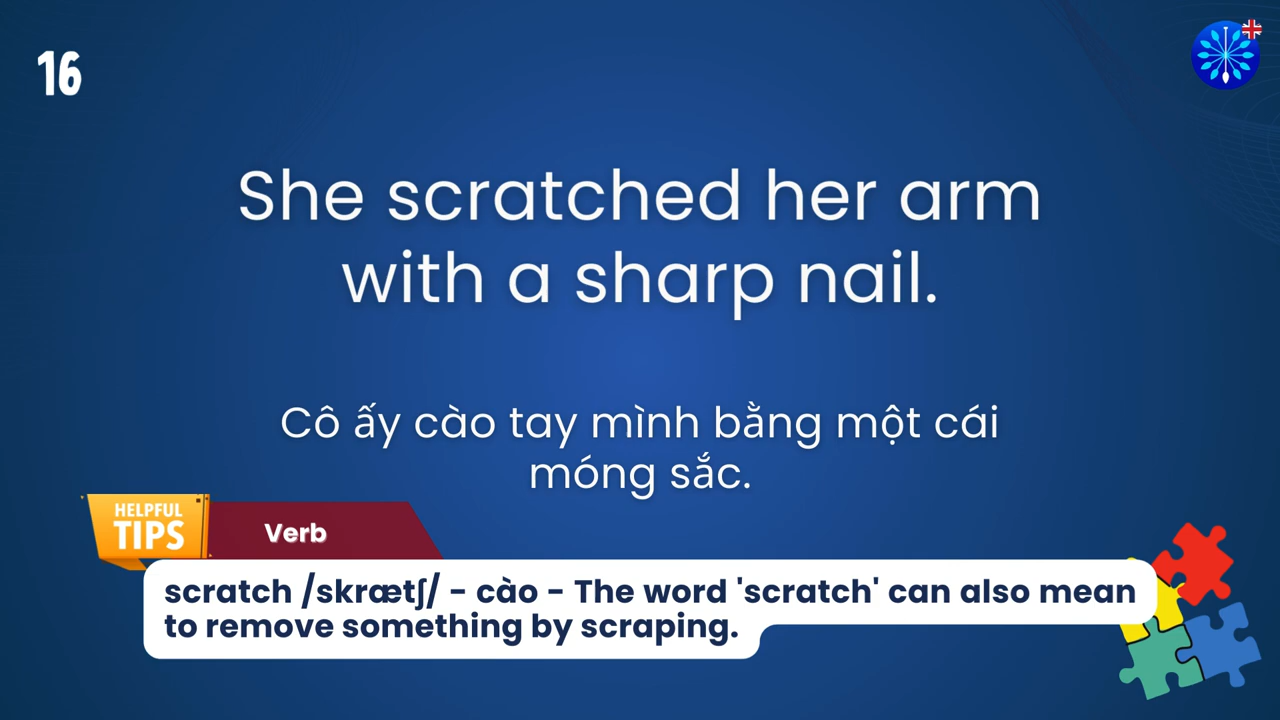 16
She scratched her arm
with a sharp nail.
Cô ấy cào tay mình bằng một cái
móng sắc.
HELPFUL
TIPS
Verb
scratch /skrætʃ/ - cào - The word 'scratch' can also mean
to remove something by scraping.